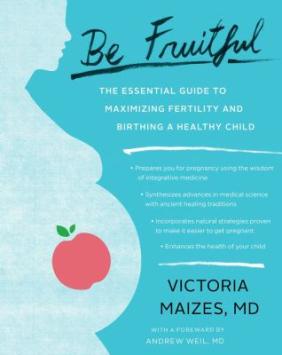 Be Fruitful
THE ESSENTIAL GUIDE TO
MAXIMIZING FERTILITY AND
BIRTHING A HEALTHY CHILD
• Prepares you for pregnancy using the wisdom
of integrative medicine
• Synthesizes advances in medical science
with ancient healing traditions
• Incorporates natural strategies proven
to make it easier to get pregnant
• Enhances the health of your child
VICTORIA
MAIZES, MD
WITH A FOREWORD BY
ANDREW WEIL, MD